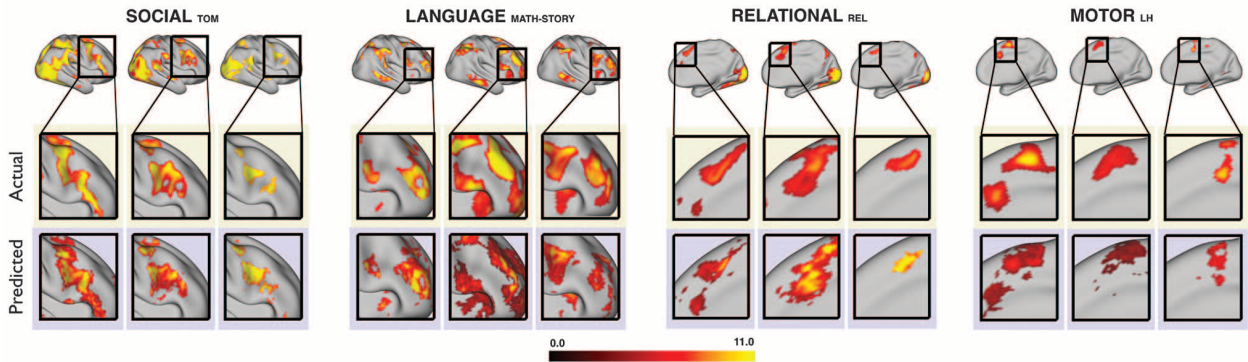 SOCIAL TOM
LANGUAGE MATH-STORY
RELATIONAL REL
MOTOR LH
Actual
Predicted
0.0
11.0